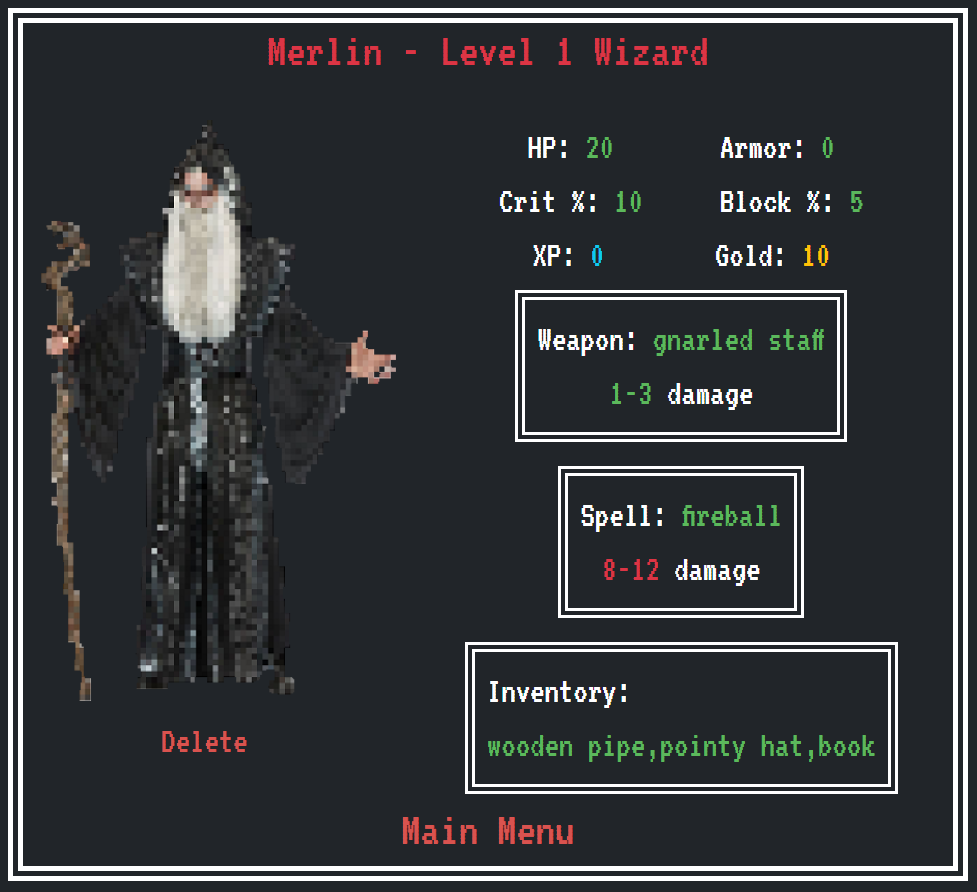 Merlin - Level 1 Wizard
HP: 20
Armor: 0
Crit %: 10
Block %: 5
XP: 0
Gold: 10
Weapon: gnarled staff
1-3 damage
Spell: fireball
8-12 damage
Inventory:
wooden pipe,pointy hat,book
Delete
Main Menu